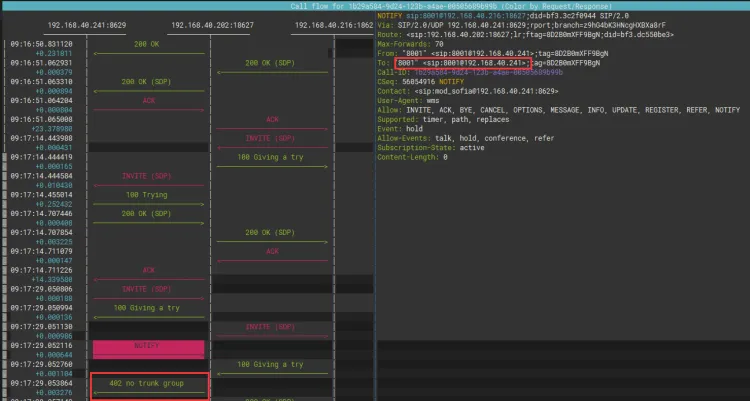 Call flow for 1b29a584-9d24-123b-a4ae-00505689b99b (Color by Request/Response)
192.168.40.241:8629 192.168.40.202:18627 192.168.40.216:18627
09:16:50.831120 200 OK
+0.231811
09:16:51.062931 200 OK (SDP)
+0.000379
09:16:51.063310 200 OK (SDP)
+0.000894
09:16:51.064204 ACK
+0.000804
09:16:51.065008 ACK
+23.378980
09:17:14.443988 INVITE (SDP)
+0.000431
09:17:14.444419 100 Giving a try
+0.000165
09:17:14.444584 INVITE (SDP)
+0.010430
09:17:14.455014 100 Trying
+0.252432
09:17:14.707446 200 OK (SDP)
+0.000408
09:17:14.707854 200 OK (SDP)
+0.003225
09:17:14.711079 ACK
+0.000147
09:17:14.711226 ACK
+14.339580
09:17:29.050806 INVITE (SDP)
+0.000188
09:17:29.050994 100 Giving a try
+0.000136
09:17:29.051130 INVITE (SDP)
+0.000986
09:17:29.052116 NOTIFY
+0.000644
09:17:29.052760 100 Giving a try
+0.001104
09:17:29.053864 402 no trunk group
+0.003276
200 OK (SDP)
NOTIFY sip:8001@192.168.40.216:18627;did=bf3.3c2f0944 SIP/2.0
Via: SIP/2.0/UDP 192.168.40.241:8629;rport;branch=z9hG4bK3HNcgHXBXa8rF
Route: <sip:192.168.40.202:18627;lr;ftag=8D2B0mXFF9BgN;did=bf3.dc550be3>
Max-Forwards: 70
From: "8001" <sip:8001@192.168.40.241>;tag=8D2B0mXFF9BgN
To: "8001" <sip:8001@192.168.40.241>;tag=8D2B0mXFF9BgN
Call-ID: 1b29a584-9d24-123b-a4ae-00505689b99b
CSeq: 56054916 NOTIFY
Contact: <sip:mod_sofia@192.168.40.241:8629>
User-Agent: wms
Allow: INVITE, ACK, BYE, CANCEL, OPTIONS, MESSAGE, INFO, UPDATE, REGISTER, REFER, NOTIFY
Supported: timer, path, replaces
Event: hold
Allow-Events: talk, hold, conference, refer
Subscription-State: active
Content-Length: 0